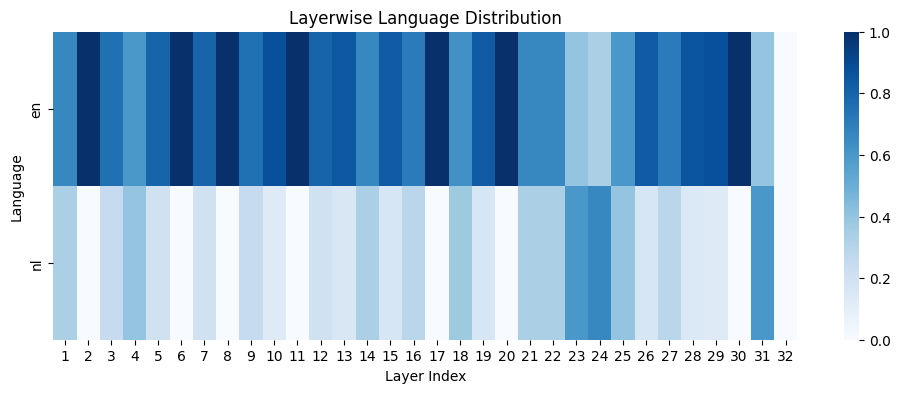 Layerwise Language Distribution
Language
en
nl
1 2 3 4 5 6 7 8 9 10 11 12 13 14 15 16 17 18 19 20 21 22 23 24 25 26 27 28 29 30 31 32
Layer Index
1.0
0.8
0.6
0.4
0.2
0.0